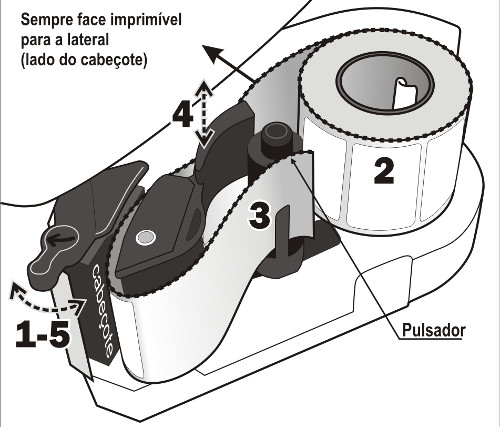 Sempre face imprimível
para a lateral
(lado do cabeçote)
4
2
3
cabeçote
1-5
Pulsador